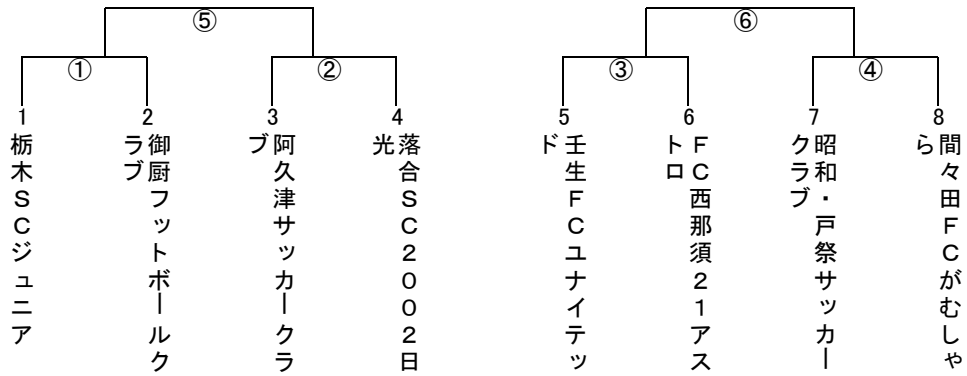 ⑤
⑥
①
②
③
④
1
2
3
4
5
6
7
8
栃木SCジュニア
御厨フットボールク
ラブ
阿久津サッカークラ
ブ
落合SC2002日
光
壬生FCユナイテッ
ド
FC西那須21アス
トロ
昭和・戸祭サッカー
クラブ
間々田FCがむしゃ
ら